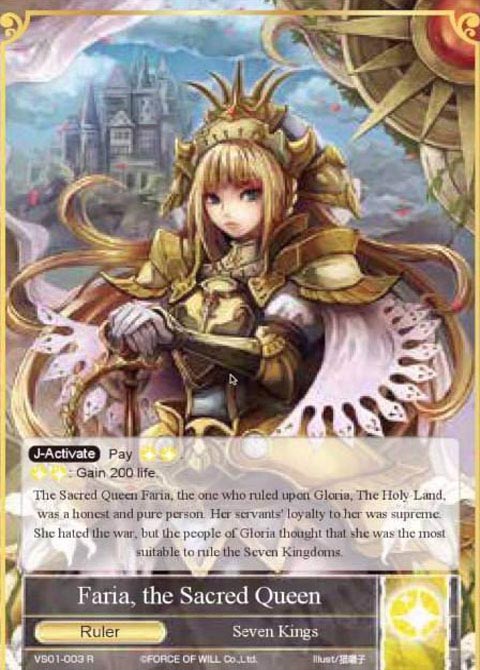 J-Activate Pay .
: Gain 200 life.
The Sacred Queen Faria, the one who ruled upon Gloria, The Holy Land,
was a honest and pure person. Her servants' loyalty to her was supreme.
She hated the war, but the people of Gloria thought that she was the most
suitable to rule the Seven Kingdoms.
Faria, the Sacred Queen
Ruler Seven Kings
VS01-003 R ©FORCE OF WILL Co.,Ltd. Illust/